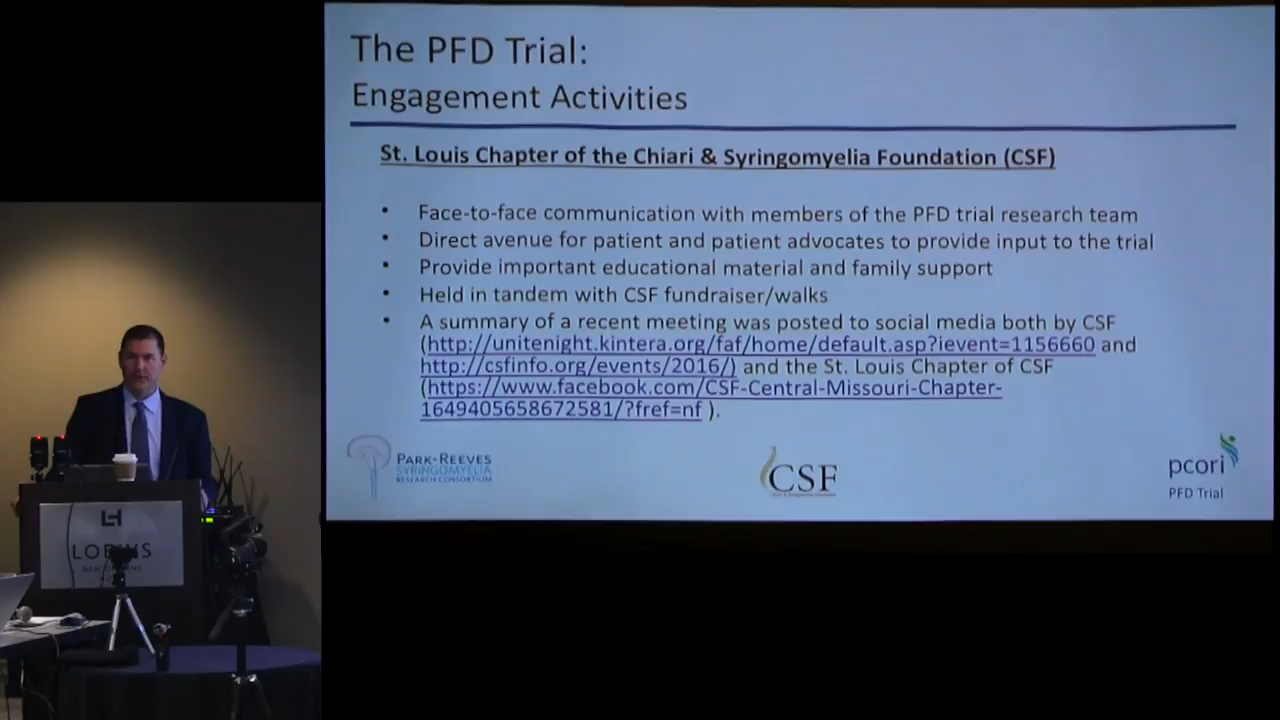 The PFD Trial:
Engagement Activities
St. Louis Chapter of the Chiari & Syringomyelia Foundation (CSF)
• Face-to-face communication with members of the PFD trial research team
• Direct avenue for patient and patient advocates to provide input to the trial
• Provide important educational material and family support
• Held in tandem with CSF fundraiser/walks
• A summary of a recent meeting was posted to social media both by CSF
(http://unitenight.kintera.org/faf/home/default.asp?ievent=1156660 and
http://csfinfo.org/events/2016/) and the St. Louis Chapter of CSF
(https://www.facebook.com/CSF-Central-Missouri-Chapter-
1649405658672581/?fref=nf ).
PARK-REEVES
SYRINGOMYELIA
RESEARCH CONSORTIUM
CSF
pcori
PFD Trial
LH
LOEWS
NEW ORLEANS